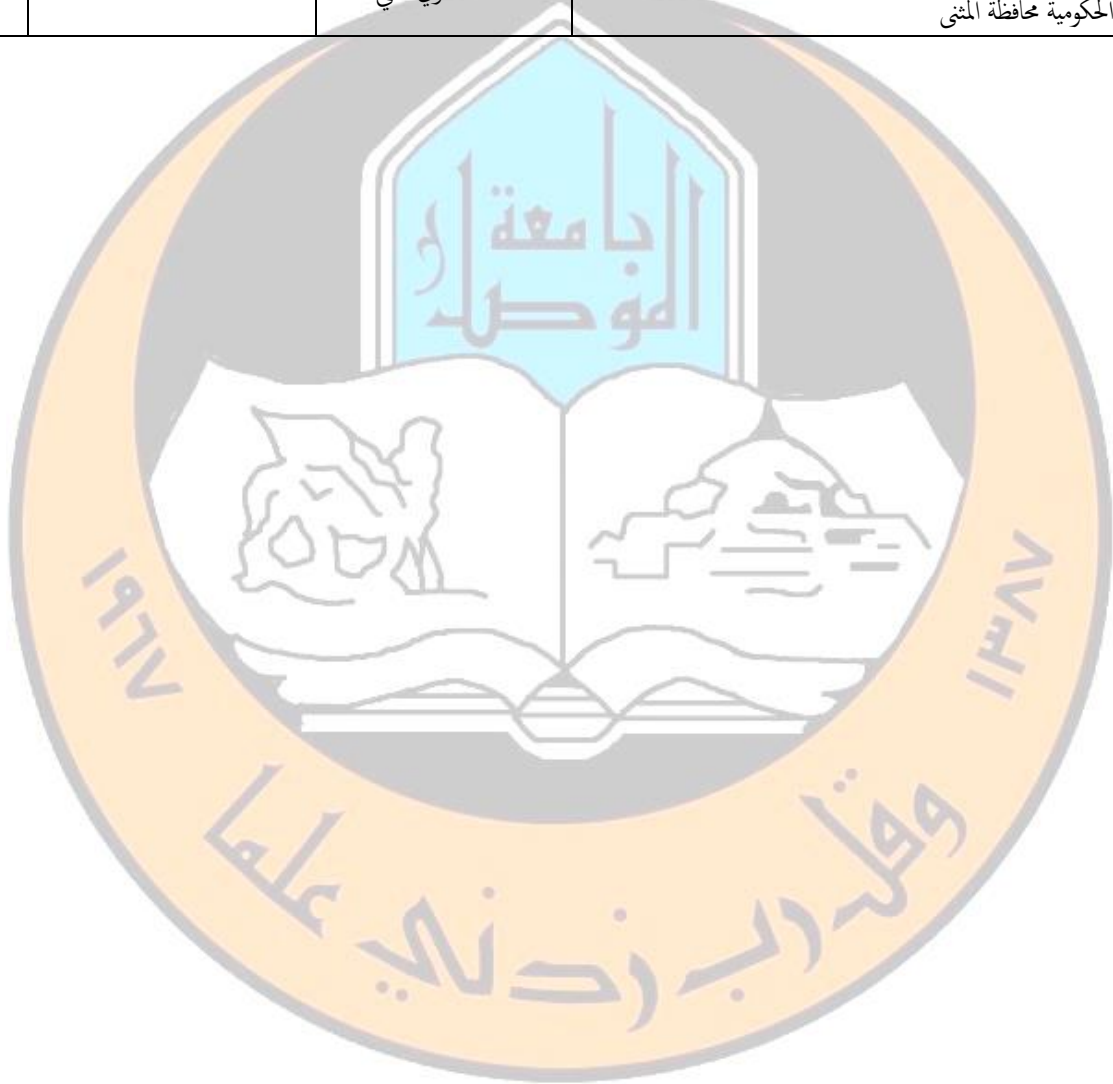 الحكومية محافظة المثنى
جامعة
الموصل
١٩٦٧
١٣٨٧
وقل رب زدني علما